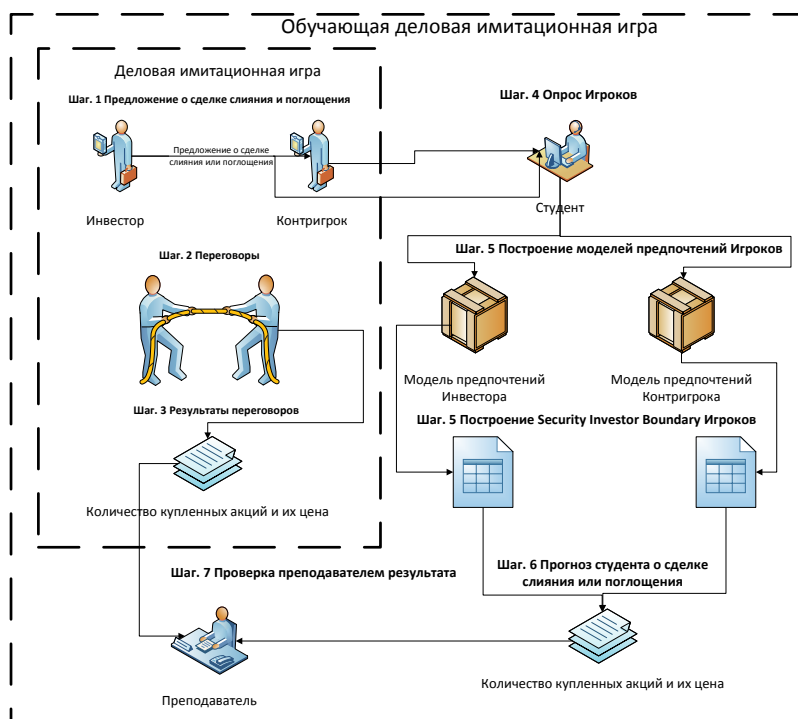 Обучающая деловая имитационная игра
Деловая имитационная игра
Шаг. 1 Предложение о сделке слияния и поглощения
Предложение о сделке
слияния или поглощения
Инвестор
Контригрок
Шаг. 4 Опрос Игроков
Студент
Шаг. 2 Переговоры
Шаг. 5 Построение моделей предпочтений Игроков
Модель предпочтений
Инвестора
Модель предпочтений
Контригрока
Шаг. 3 Результаты переговоров
Количество купленных акций и их цена
Шаг. 5 Построение Security Investor Boundary Игроков
Шаг. 6 Прогноз студента о сделке
слияния или поглощения
Количество купленных акций и их цена
Шаг. 7 Проверка преподавателем результата
Преподаватель